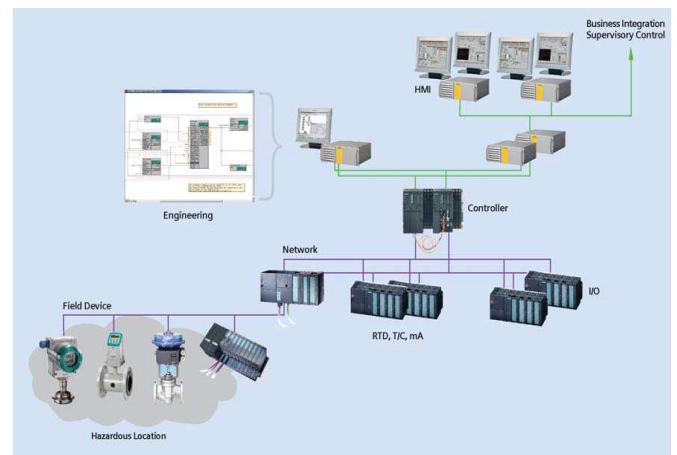 Business Integration
Supervisory Control
HMI
Engineering
Controller
Network
I/O
Field Device
RTD, T/C, mA
Hazardous Location